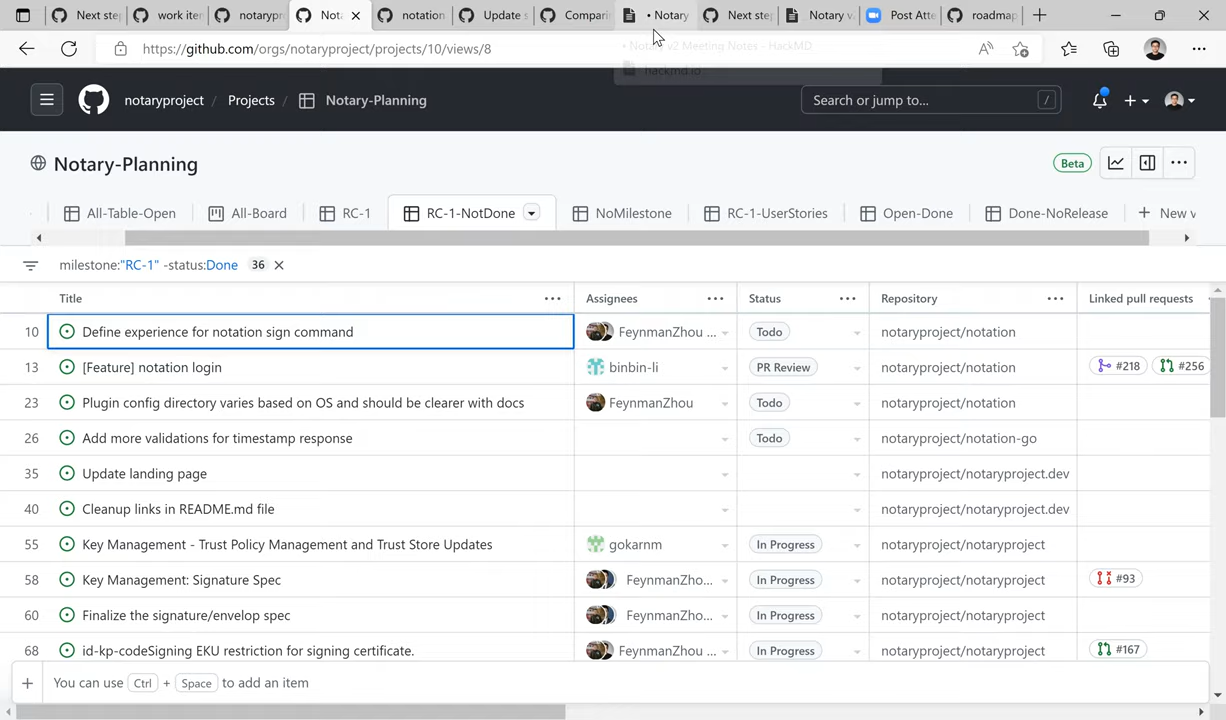 Next ste
work iten
notarypr
Nota
notation
Update s
Compari
• Notary
Next step
Notary v
Post Atte
roadmap
https://github.com/orgs/notaryproject/projects/10/views/8
• Notary v2 Meeting Notes - HackMD
hackmd.io
notaryproject / Projects / Notary-Planning
Search or jump to... /
Notary-Planning
Beta
All-Table-Open
All-Board
RC-1
RC-1-NotDone
NoMilestone
RC-1-UserStories
Open-Done
Done-NoRelease
New v
milestone:"RC-1" -status:Done 36
Title Assignees Status Repository Linked pull requests
10 Define experience for notation sign command FeynmanZhou ... Todo notaryproject/notation
13 [Feature] notation login binbin-li PR Review notaryproject/notation #218 #256
23 Plugin config directory varies based on OS and should be clearer with docs FeynmanZhou Todo notaryproject/notation
26 Add more validations for timestamp response Todo notaryproject/notation-go
35 Update landing page notaryproject/notaryproject.dev
40 Cleanup links in README.md file notaryproject/notaryproject.dev
55 Key Management - Trust Policy Management and Trust Store Updates gokarnm In Progress notaryproject/notaryproject
58 Key Management: Signature Spec FeynmanZho... In Progress notaryproject/notaryproject #93
60 Finalize the signature/envelop spec FeynmanZho... In Progress notaryproject/notaryproject
68 id-kp-codeSigning EKU restriction for signing certificate. FeynmanZhou ... In Progress notaryproject/notaryproject #167
You can use Ctrl + Space to add an item